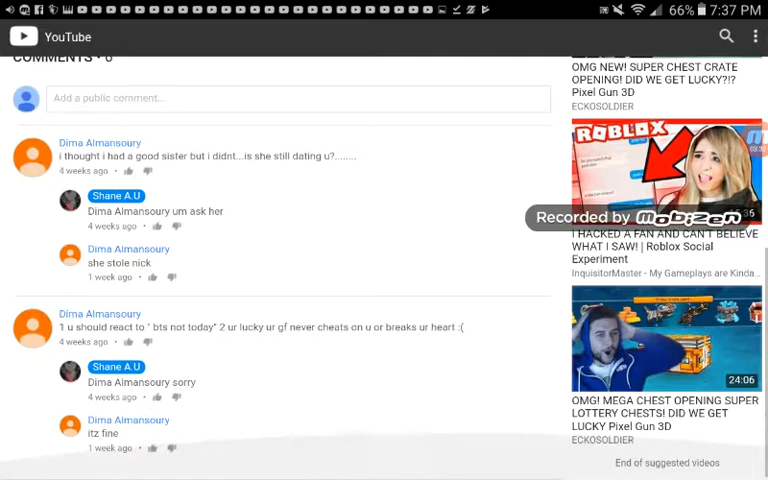 66% 7:37 PM
YouTube
COMMENTS • 6
Add a public comment...
Dima Almansoury
i thought i had a good sister but i didnt...is she still dating u?........
4 weeks ago
Shane A.U
Dima Almansoury um ask her
4 weeks ago
Dima Almansoury
she stole nick
1 week ago
Dima Almansoury
1 u should react to " bts not today" 2 ur lucky ur gf never cheats on u or breaks ur heart :(
4 weeks ago
Shane A.U
Dima Almansoury sorry
4 weeks ago
Dima Almansoury
itz fine
1 week ago
OMG NEW! SUPER CHEST CRATE
OPENING! DID WE GET LUCKY?!?
Pixel Gun 3D
ECKOSOLDIER
ROBLOX
Recorded by mobizen
I HACKED A FAN AND CAN'T BELIEVE
WHAT I SAW! | Roblox Social
Experiment
InquisitorMaster - My Gameplays are Kinda...
24:06
OMG! MEGA CHEST OPENING SUPER
LOTTERY CHESTS! DID WE GET
LUCKY Pixel Gun 3D
ECKOSOLDIER
End of suggested videos